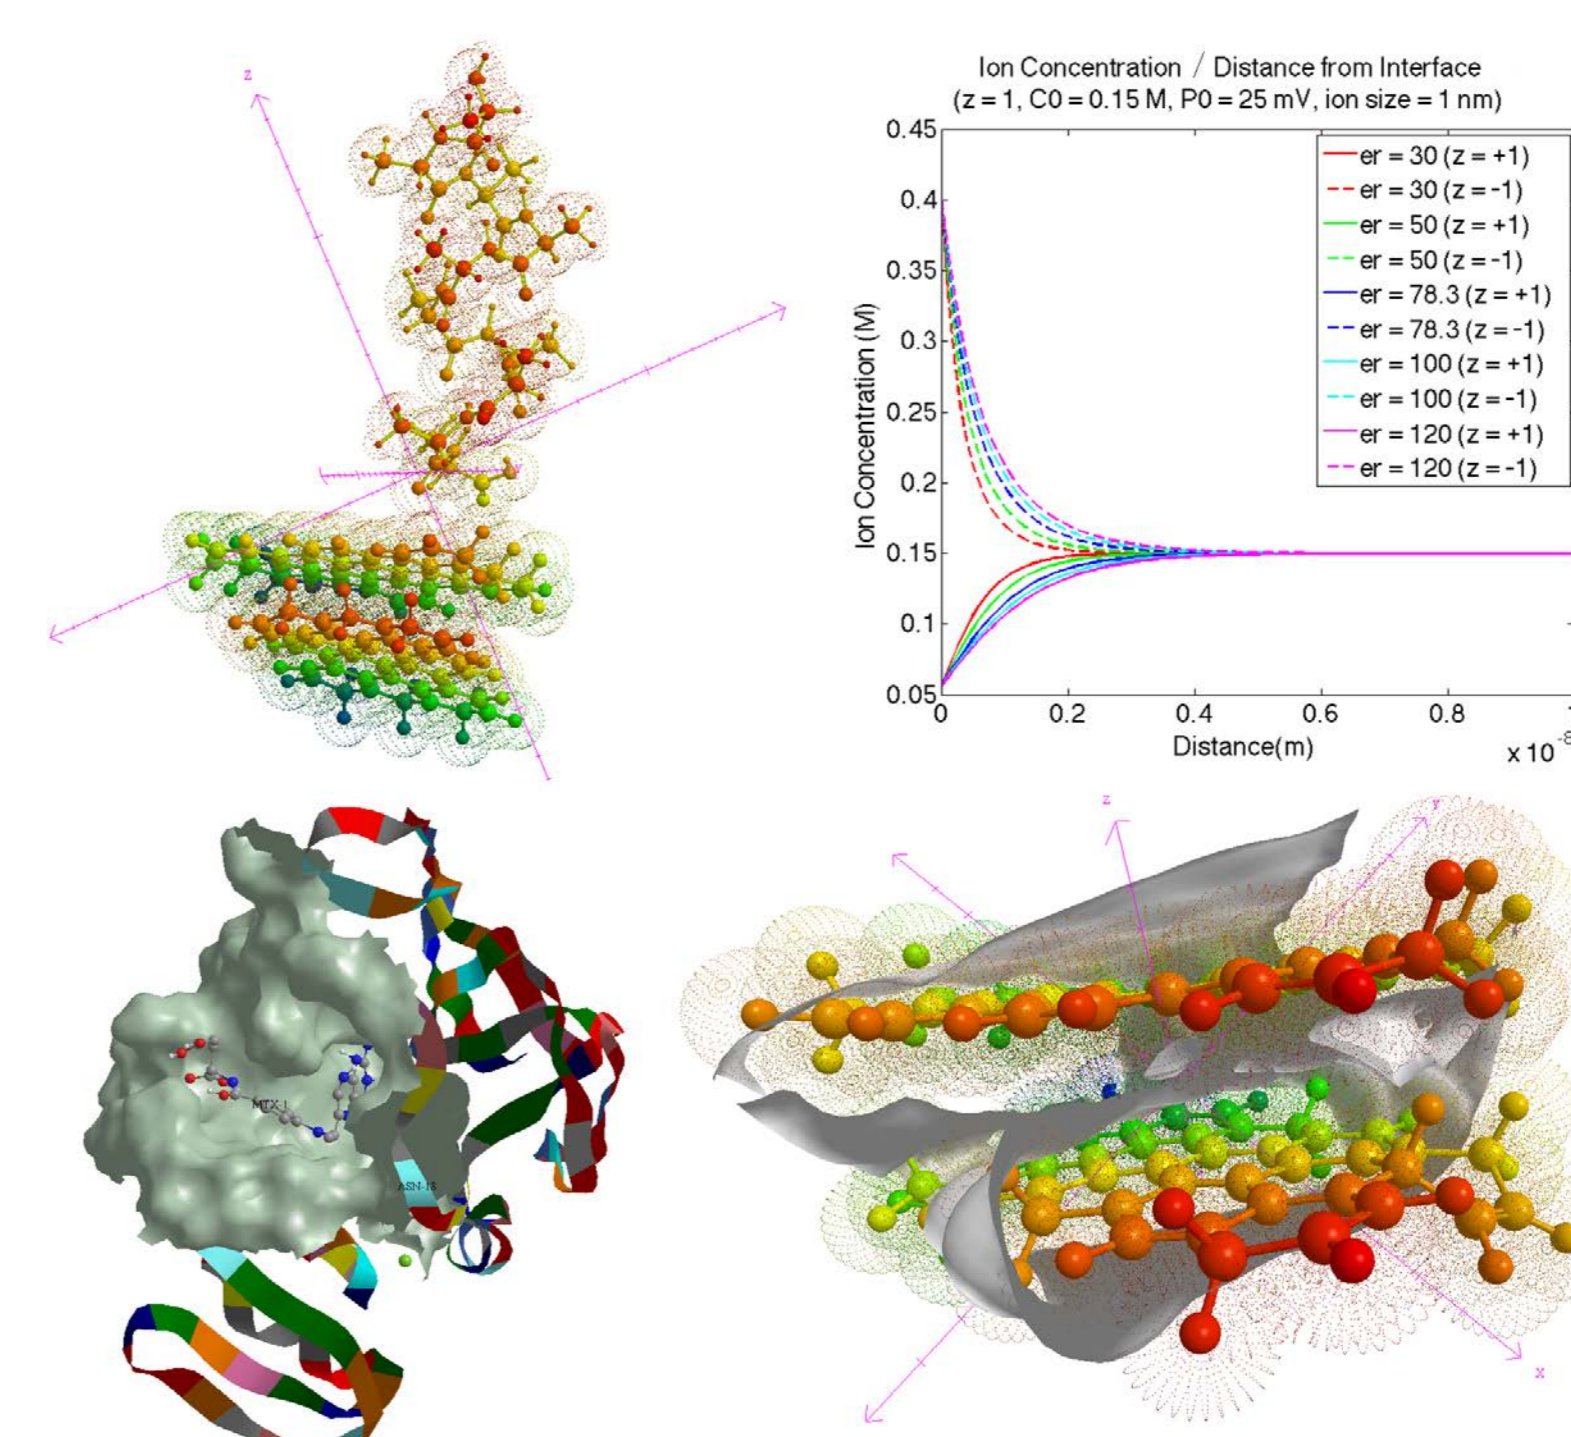 z
Ion Concentration / Distance from Interface
(z = 1, C0 = 0.15 M, P0 = 25 mV, ion size = 1 nm)
0.45
0.4
0.35
0.3
0.25
0.2
0.15
0.1
0.05
Ion Concentration (M)
er = 30 (z = +1)
er = 30 (z = -1)
er = 50 (z = +1)
er = 50 (z = -1)
er = 78.3 (z = +1)
er = 78.3 (z = -1)
er = 100 (z = +1)
er = 100 (z = -1)
er = 120 (z = +1)
er = 120 (z = -1)
0 0.2 0.4 0.6 0.8
Distance(m)
x 10
-8
MTX-1
ASN-18
z
y
x